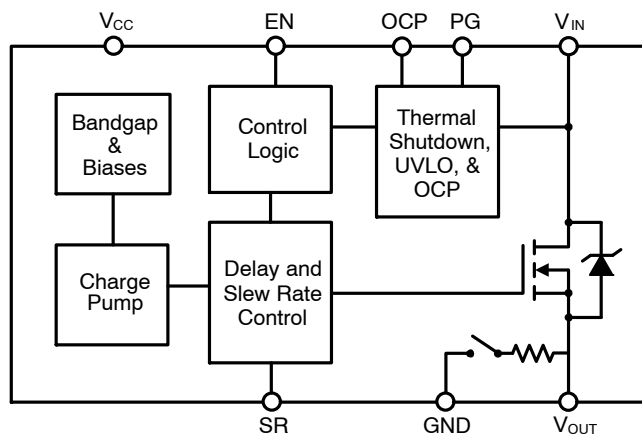 VCC EN OCP PG VIN
Bandgap
&
Biases
Control
Logic
Thermal
Shutdown,
UVLO, &
OCP
Charge
Pump
Delay and
Slew Rate
Control
SR GND VOUT